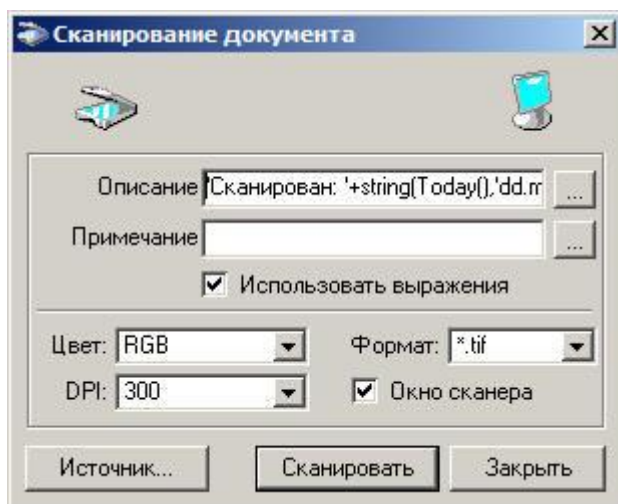 Сканирование документа
Описание 'Сканирован: '+string(Today(),'dd.m ...
Примечание ...
Использовать выражения
Цвет: RGB Формат: *.tif
DPI: 300 Окно сканера
Источник... Сканировать Закрыть